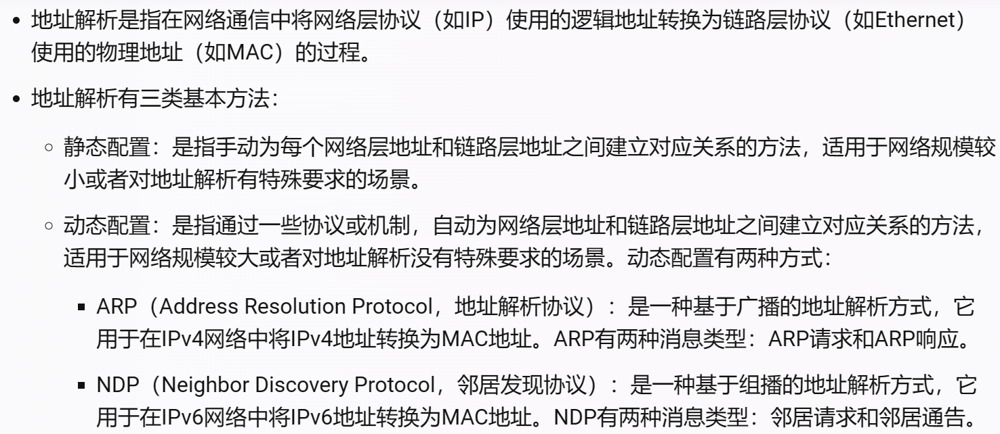 • 地址解析是指在网络通信中将网络层协议（如IP）使用的逻辑地址转换为链路层协议（如Ethernet）
使用的物理地址（如MAC）的过程。
• 地址解析有三类基本方法：
◦ 静态配置：是指手动为每个网络层地址和链路层地址之间建立对应关系的方法，适用于网络规模较
小或者对地址解析有特殊要求的场景。
◦ 动态配置：是指通过一些协议或机制，自动为网络层地址和链路层地址之间建立对应关系的方法，
适用于网络规模较大或者对地址解析没有特殊要求的场景。动态配置有两种方式：
▪ ARP（Address Resolution Protocol，地址解析协议）：是一种基于广播的地址解析方式，它
用于在IPv4网络中将IPv4地址转换为MAC地址。ARP有两种消息类型：ARP请求和ARP响应。
▪ NDP（Neighbor Discovery Protocol，邻居发现协议）：是一种基于组播的地址解析方式，它
用于在IPv6网络中将IPv6地址转换为MAC地址。NDP有两种消息类型：邻居请求和邻居通告。